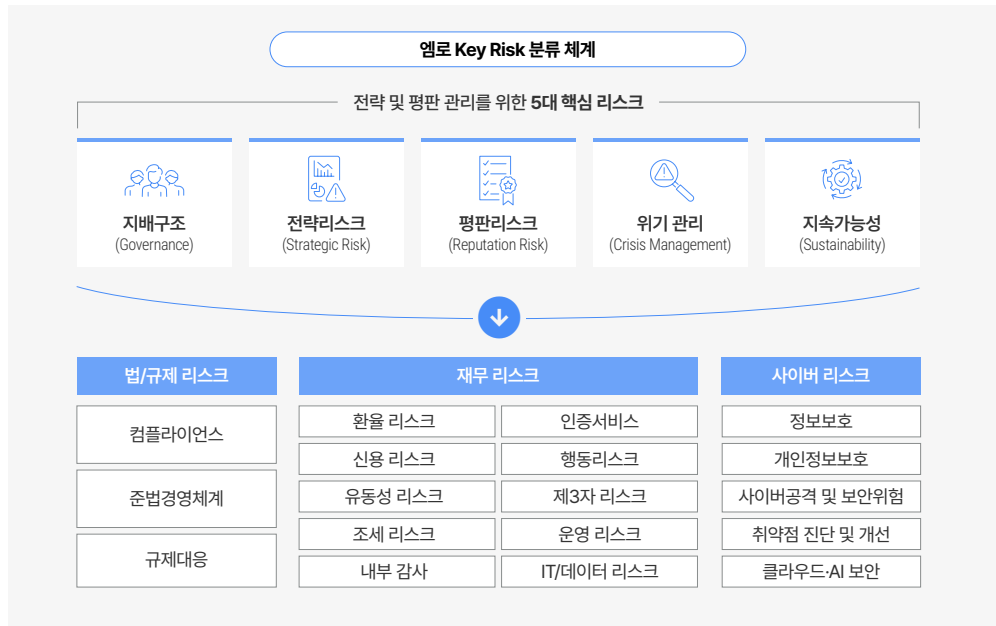 엠로 Key Risk 분류 체계
전략 및 평판 관리를 위한 5대 핵심 리스크
지배구조
(Governance)
전략리스크
(Strategic Risk)
평판리스크
(Reputation Risk)
위기 관리
(Crisis Management)
지속가능성
(Sustainability)
법/규제 리스크
컴플라이언스
준법경영체계
규제대응
재무 리스크
환율 리스크
인증서비스
신용 리스크
행동리스크
유동성 리스크
제3자 리스크
조세 리스크
운영 리스크
내부 감사
IT/데이터 리스크
사이버 리스크
정보보호
개인정보보호
사이버공격 및 보안위험
취약점 진단 및 개선
클라우드·AI 보안